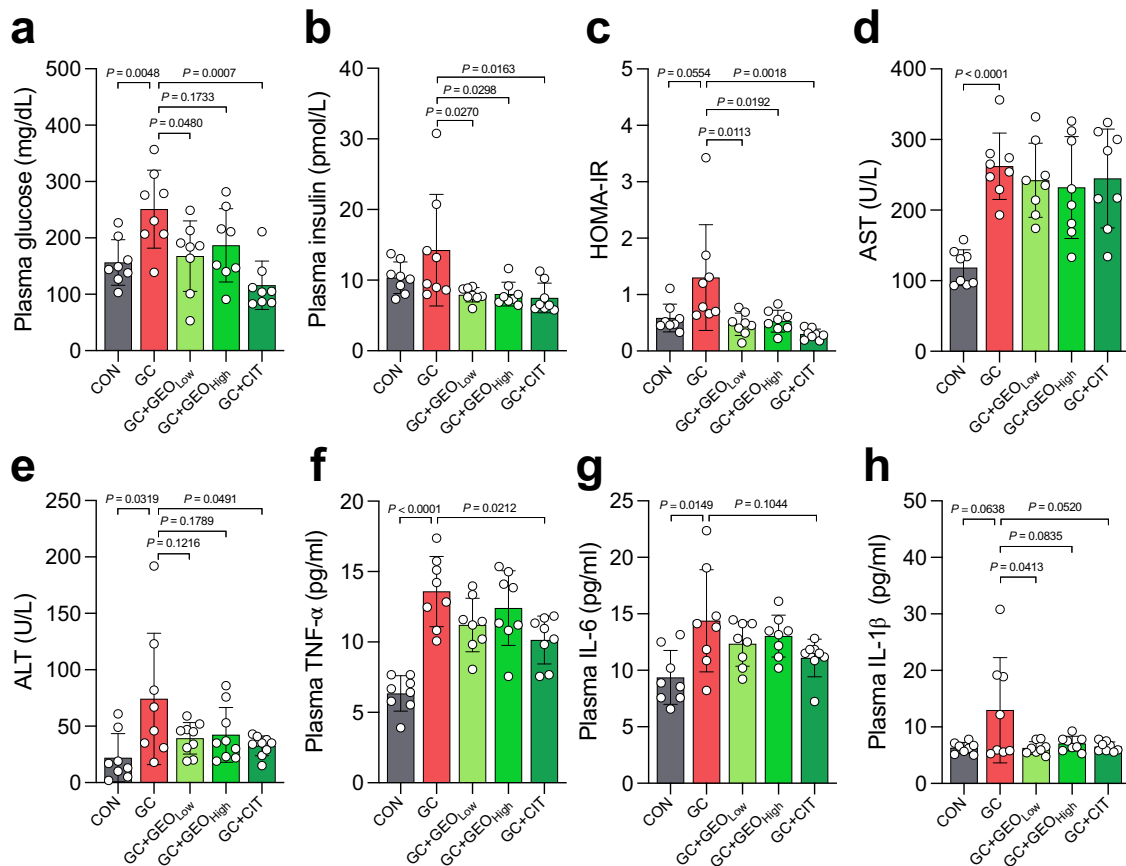 a
Plasma glucose (mg/dL)
500
400
300
200
100
0
P = 0.0048
P = 0.0007
P = 0.1733
P = 0.0480
CON
GC
GC+GEOLow
GC+GEOHigh
GC+CIT
b
Plasma insulin (pmol/L)
40
30
20
10
0
P = 0.0163
P = 0.0298
P = 0.0270
CON
GC
GC+GEOLow
GC+GEOHigh
GC+CIT
c
HOMA-IR
5
4
3
2
1
0
P = 0.0554
P = 0.0018
P = 0.0192
P = 0.0113
CON
GC
GC+GEOLow
GC+GEOHigh
GC+CIT
d
AST (U/L)
400
300
200
100
0
P < 0.0001
CON
GC
GC+GEOLow
GC+GEOHigh
GC+CIT
e
ALT (U/L)
250
200
150
100
50
0
P = 0.0319
P = 0.0491
P = 0.1789
P = 0.1216
CON
GC
GC+GEOLow
GC+GEOHigh
GC+CIT
f
Plasma TNF-α (pg/ml)
20
15
10
5
0
P < 0.0001
P = 0.0212
CON
GC
GC+GEOLow
GC+GEOHigh
GC+CIT
g
Plasma IL-6 (pg/ml)
25
20
15
10
5
0
P = 0.0149
P = 0.1044
CON
GC
GC+GEOLow
GC+GEOHigh
GC+CIT
h
Plasma IL-1β (pg/ml)
50
40
30
20
10
0
P = 0.0638
P = 0.0520
P = 0.0835
P = 0.0413
CON
GC
GC+GEOLow
GC+GEOHigh
GC+CIT